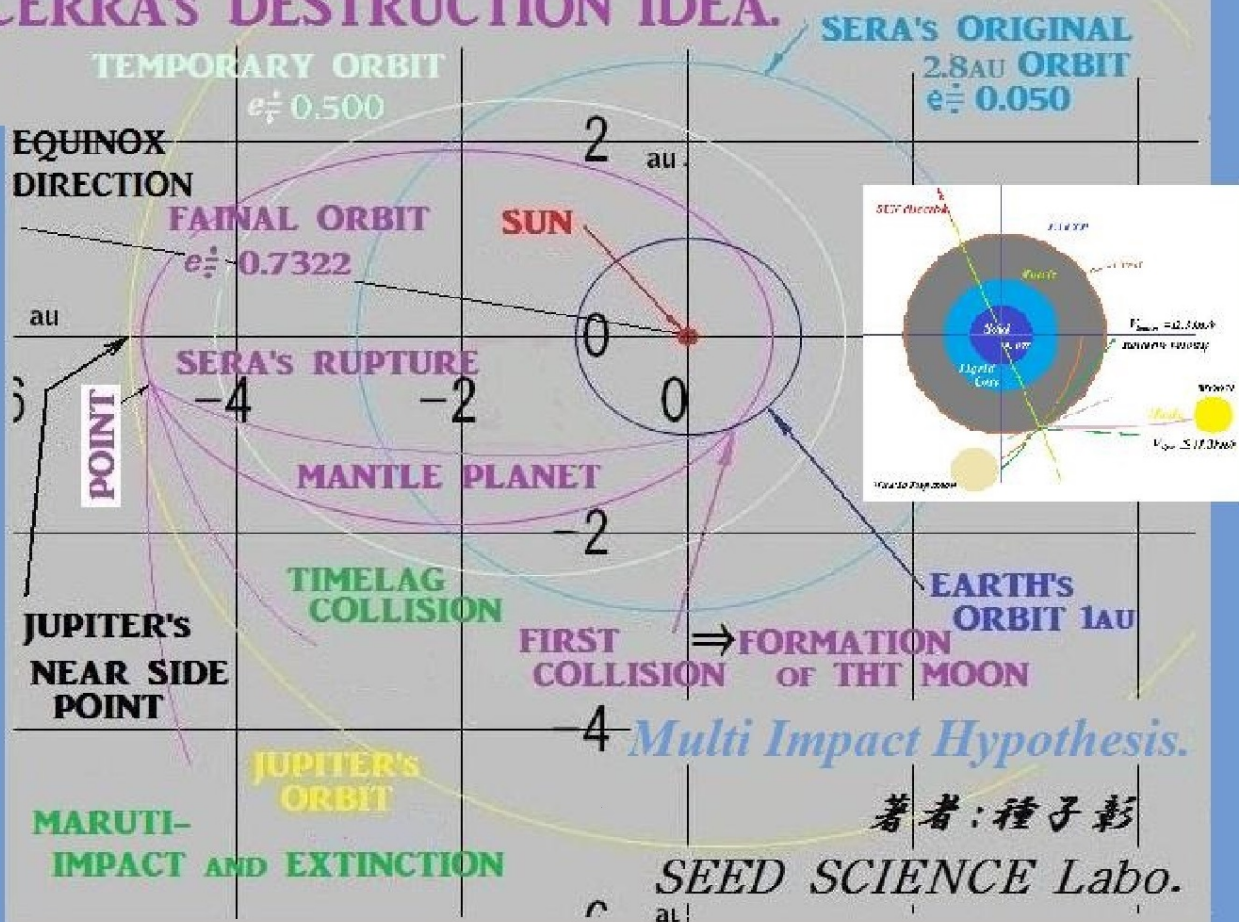 CERRA's DESTRUCTION IDEA.
TEMPORARY ORBIT
e≒ 0.500
SERA's ORIGINAL
2.8AU ORBIT
e≒ 0.050
EQUINOX
DIRECTION
2
au .
FAINAL ORBIT
e≒ 0.7322
SUN
au
0
SERA's RUPTURE
POINT
-4
-2
0
MANTLE PLANET
-2
TIMELAG
COLLISION
EARTH's
ORBIT 1AU
JUPITER's
NEAR SIDE
POINT
FIRST
COLLISION
⇒FORMATION
OF THT MOON
-4
Multi Impact Hypothesis.
JUPITER's
ORBIT
MARUTI-
IMPACT AND EXTINCTION
著者:種子彰
SEED SCIENCE Labo.
au
Solid
Liquid
Core